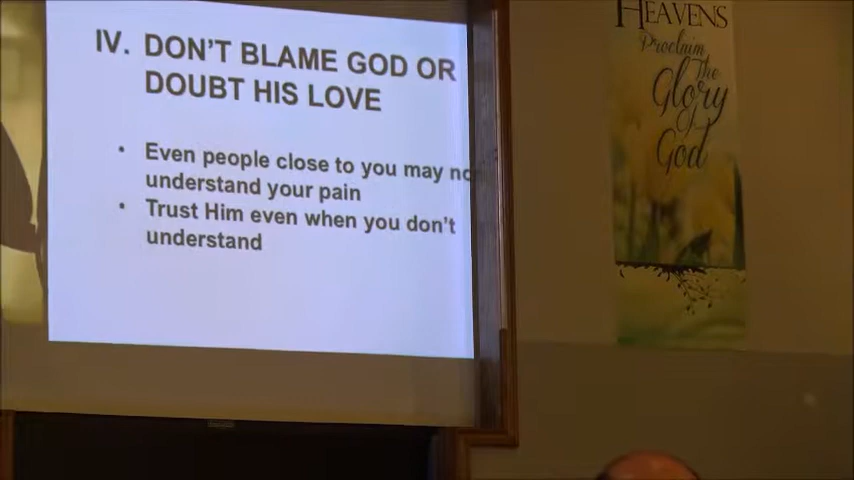 IV. DON'T BLAME GOD OR
DOUBT HIS LOVE
• Even people close to you may
understand your pain
• Trust Him even when you don't
understand
HEAVENS
Proclaim
The
Glory
of
God